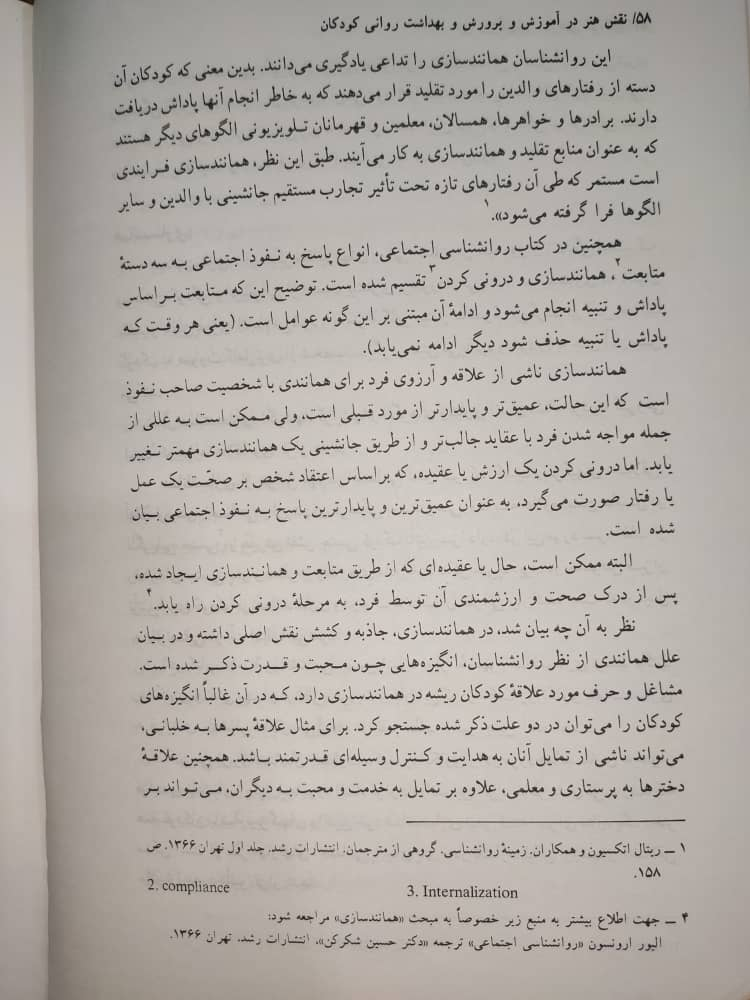 ۵۸/ نقش هنر در آموزش و پرورش و بهداشت روانی کودکان
این روانشناسان همانندسازی را تداعی یادگیری می‌دانند. بدین معنی که کودکان آن
دسته از رفتارهای والدین را مورد تقلید قرار می‌دهند که به خاطر انجام آنها پاداش دریافت
دارند. برادرها و خواهرها، همسالان، معلمین و قهرمانان تلویزیونی الگوهای دیگر هستند
که به عنوان منابع تقلید و همانندسازی به کار می‌آیند. طبق این نظر، همانندسازی فرایندی
است مستمر که طی آن رفتارهای تازه تحت تأثیر تجارب مستقیم جانشینی با والدین و سایر
الگوها فرا گرفته می‌شود».۱
همچنین در کتاب روانشناسی اجتماعی، انواع پاسخ به نفوذ اجتماعی به سه دستهٔ
متابعت۲، همانندسازی و درونی کردن۳ تقسیم شده است. توضیح این که متابعت براساس
پاداش و تنبیه انجام می‌شود و ادامهٔ آن مبتنی بر این گونه عوامل است. (یعنی هر وقت که
پاداش یا تنبیه حذف شود دیگر ادامه نمی‌یابد).
همانندسازی ناشی از علاقه و آرزوی فرد برای همانندی با شخصیت صاحب نفوذ
است که این حالت، عمیق‌تر و پایدارتر از مورد قبلی است، ولی ممکن است به عللی از
جمله مواجه شدن فرد با عقاید جالب‌تر و از طریق جانشینی یک همانندسازی مهمتر تغییر
یابد. اما درونی کردن یک ارزش یا عقیده، که براساس اعتقاد شخص بر صحّت یک عمل
یا رفتار صورت می‌گیرد، به عنوان عمیق‌ترین و پایدارترین پاسخ به نفوذ اجتماعی بیان
شده است.
البته ممکن است، حال یا عقیده‌ای که از طریق متابعت و همانندسازی ایجاد شده،
پس از درک صحت و ارزشمندی آن توسط فرد، به مرحلهٔ درونی کردن راه یابد.۴
نظر به آن چه بیان شد، در همانندسازی، جاذبه و کشش نقش اصلی داشته و در بیان
علل همانندی از نظر روانشناسان، انگیزه‌هایی چون محبت و قدرت ذکر شده است.
مشاغل و حرف مورد علاقهٔ کودکان ریشه در همانندسازی دارد، که در آن غالباً انگیزه‌های
کودکان را می‌توان در دو علت ذکر شده جستجو کرد. برای مثال علاقهٔ پسرها به خلبانی،
می‌تواند ناشی از تمایل آنان به هدایت و کنترل وسیله‌ای قدرتمند باشد. همچنین علاقهٔ
دخترها به پرستاری و معلمی، علاوه بر تمایل به خدمت و محبت به دیگران، می‌تواند بر
۱ ــ ریتال اتکسیون و همکاران. زمینهٔ روانشناسی. گروهی از مترجمان. انتشارات رشد. جلد اول تهران ۱۳۶۶. ص
۱۵۸.
2. compliance 3. Internalization
۴ ــ جهت اطلاع بیشتر به منبع زیر خصوصاً به مبحث «همانندسازی» مراجعه شود:
الیور ارونسون «روانشناسی اجتماعی» ترجمه «دکتر حسین شکرکن». انتشارات رشد. تهران ۱۳۶۶.